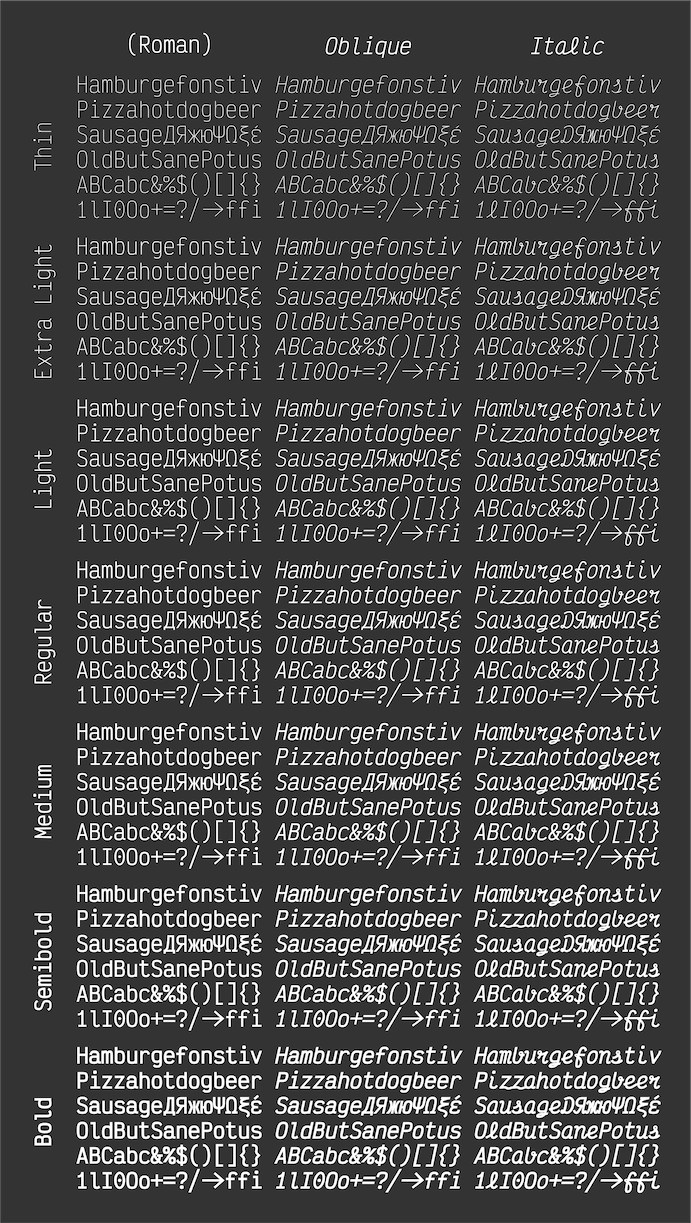 (Roman) Oblique Italic
Thin
Hamburgefonstiv Hamburgefonstiv Hamburgefonstiv
Pizzahotdogbeer Pizzahotdogbeer Pizzahotdogbeer
SausageДЯжюΨΩξέ SausageДЯжюΨΩξέ SausageДЯжюΨΩξέ
OldButSanePotus OldButSanePotus OldButSanePotus
ABCabc&%$()[]{} ABCabc&%$()[]{} ABCabc&%$()[]{}
1lI0Oo+=?/→ffi 1lI0Oo+=?/→ffi 1lI0Oo+=?/→ffi
Extra Light
Hamburgefonstiv Hamburgefonstiv Hamburgefonstiv
Pizzahotdogbeer Pizzahotdogbeer Pizzahotdogbeer
SausageДЯжюΨΩξέ SausageДЯжюΨΩξέ SausageДЯжюΨΩξέ
OldButSanePotus OldButSanePotus OldButSanePotus
ABCabc&%$()[]{} ABCabc&%$()[]{} ABCabc&%$()[]{}
1lI0Oo+=?/→ffi 1lI0Oo+=?/→ffi 1lI0Oo+=?/→ffi
Light
Hamburgefonstiv Hamburgefonstiv Hamburgefonstiv
Pizzahotdogbeer Pizzahotdogbeer Pizzahotdogbeer
SausageДЯжюΨΩξέ SausageДЯжюΨΩξέ SausageДЯжюΨΩξέ
OldButSanePotus OldButSanePotus OldButSanePotus
ABCabc&%$()[]{} ABCabc&%$()[]{} ABCabc&%$()[]{}
1lI0Oo+=?/→ffi 1lI0Oo+=?/→ffi 1lI0Oo+=?/→ffi
Regular
Hamburgefonstiv Hamburgefonstiv Hamburgefonstiv
Pizzahotdogbeer Pizzahotdogbeer Pizzahotdogbeer
SausageДЯжюΨΩξέ SausageДЯжюΨΩξέ SausageДЯжюΨΩξέ
OldButSanePotus OldButSanePotus OldButSanePotus
ABCabc&%$()[]{} ABCabc&%$()[]{} ABCabc&%$()[]{}
1lI0Oo+=?/→ffi 1lI0Oo+=?/→ffi 1lI0Oo+=?/→ffi
Medium
Hamburgefonstiv Hamburgefonstiv Hamburgefonstiv
Pizzahotdogbeer Pizzahotdogbeer Pizzahotdogbeer
SausageДЯжюΨΩξέ SausageДЯжюΨΩξέ SausageДЯжюΨΩξέ
OldButSanePotus OldButSanePotus OldButSanePotus
ABCabc&%$()[]{} ABCabc&%$()[]{} ABCabc&%$()[]{}
1lI0Oo+=?/→ffi 1lI0Oo+=?/→ffi 1lI0Oo+=?/→ffi
Semibold
Hamburgefonstiv Hamburgefonstiv Hamburgefonstiv
Pizzahotdogbeer Pizzahotdogbeer Pizzahotdogbeer
SausageДЯжюΨΩξέ SausageДЯжюΨΩξέ SausageДЯжюΨΩξέ
OldButSanePotus OldButSanePotus OldButSanePotus
ABCabc&%$()[]{} ABCabc&%$()[]{} ABCabc&%$()[]{}
1lI0Oo+=?/→ffi 1lI0Oo+=?/→ffi 1lI0Oo+=?/→ffi
Bold
Hamburgefonstiv Hamburgefonstiv Hamburgefonstiv
Pizzahotdogbeer Pizzahotdogbeer Pizzahotdogbeer
SausageДЯжюΨΩξέ SausageДЯжюΨΩξέ SausageДЯжюΨΩξέ
OldButSanePotus OldButSanePotus OldButSanePotus
ABCabc&%$()[]{} ABCabc&%$()[]{} ABCabc&%$()[]{}
1lI0Oo+=?/→ffi 1lI0Oo+=?/→ffi 1lI0Oo+=?/→ffi